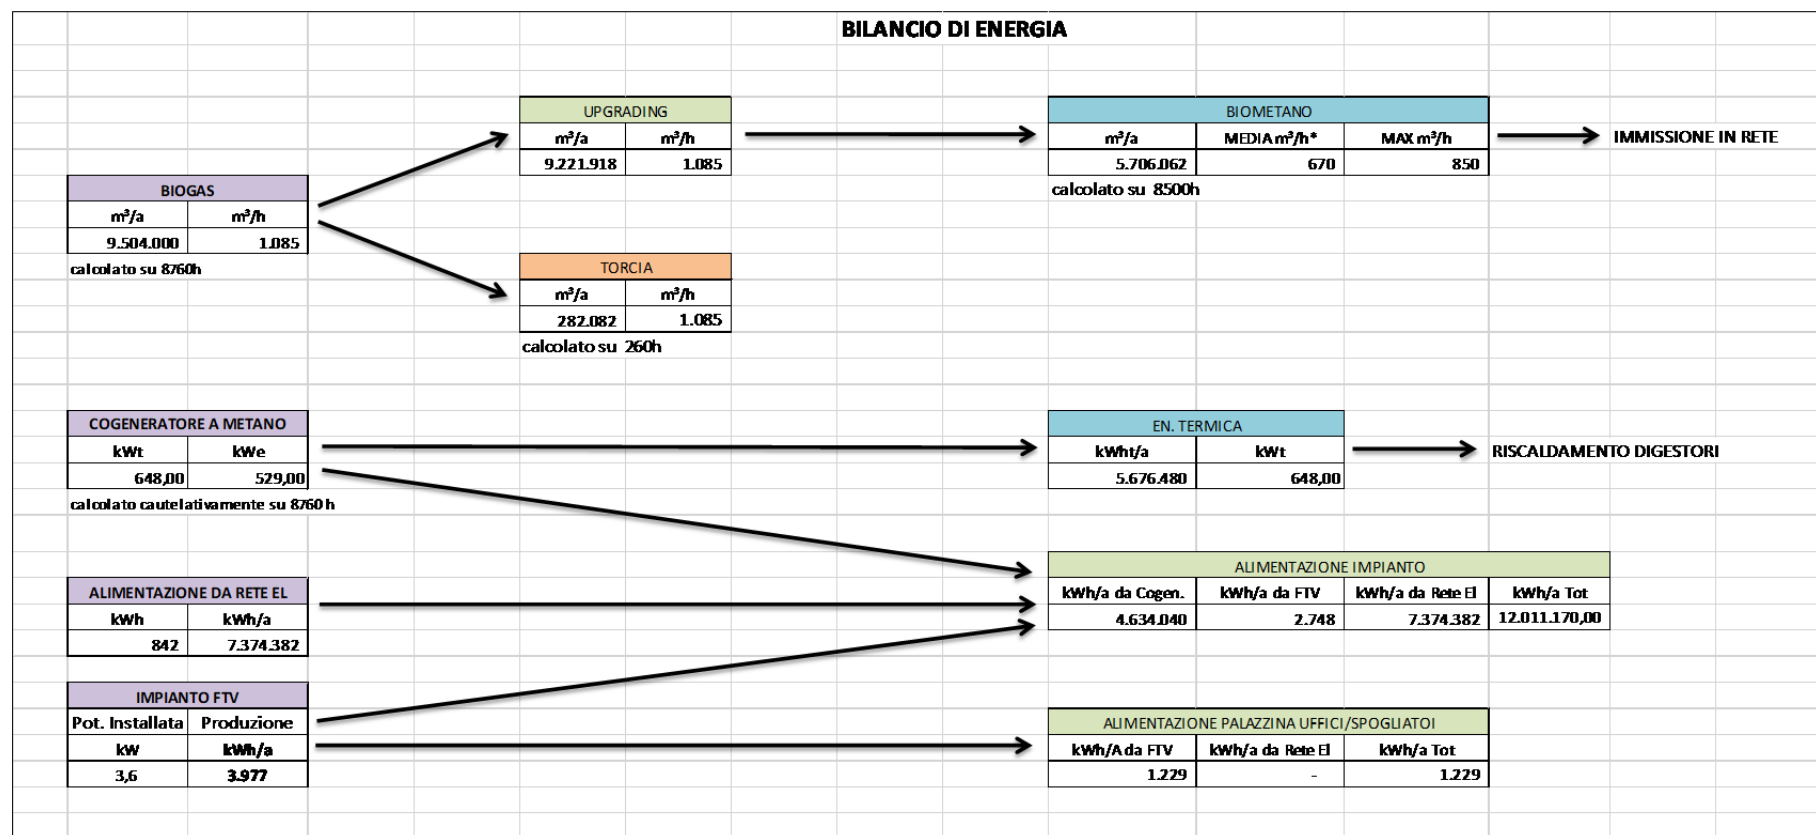 BILANCIO DI ENERGIA
UPGRADING
m³/a m³/h
9.221.918 1.085
BIOMETANO
m³/a MEDIA m³/h* MAX m³/h
5.706.062 670 850
calcolato su 8500h
IMMISSIONE IN RETE
BIOGAS
m³/a m³/h
9.504.000 1.085
calcolato su 8760h
TORCIA
m³/a m³/h
282.082 1.085
calcolato su 260h
COGENERATORE A METANO
kWt kWe
648,00 529,00
calcolato cautelativamente su 8760 h
EN. TERMICA
kWht/a kWt
5.676.480 648,00
RISCALDAMENTO DIGESTORI
ALIMENTAZIONE DA RETE EL
kWh kWh/a
842 7.374.382
ALIMENTAZIONE IMPIANTO
kWh/a da Cogen. kWh/a da FTV kWh/a da Rete El kWh/a Tot
4.634.040 2.748 7.374.382 12.011.170,00
IMPIANTO FTV
Pot. Installata Produzione
kW kWh/a
3,6 3.977
ALIMENTAZIONE PALAZZINA UFFICI/SPOGLIATOI
kWh/A da FTV kWh/a da Rete El kWh/a Tot
1.229 - 1.229